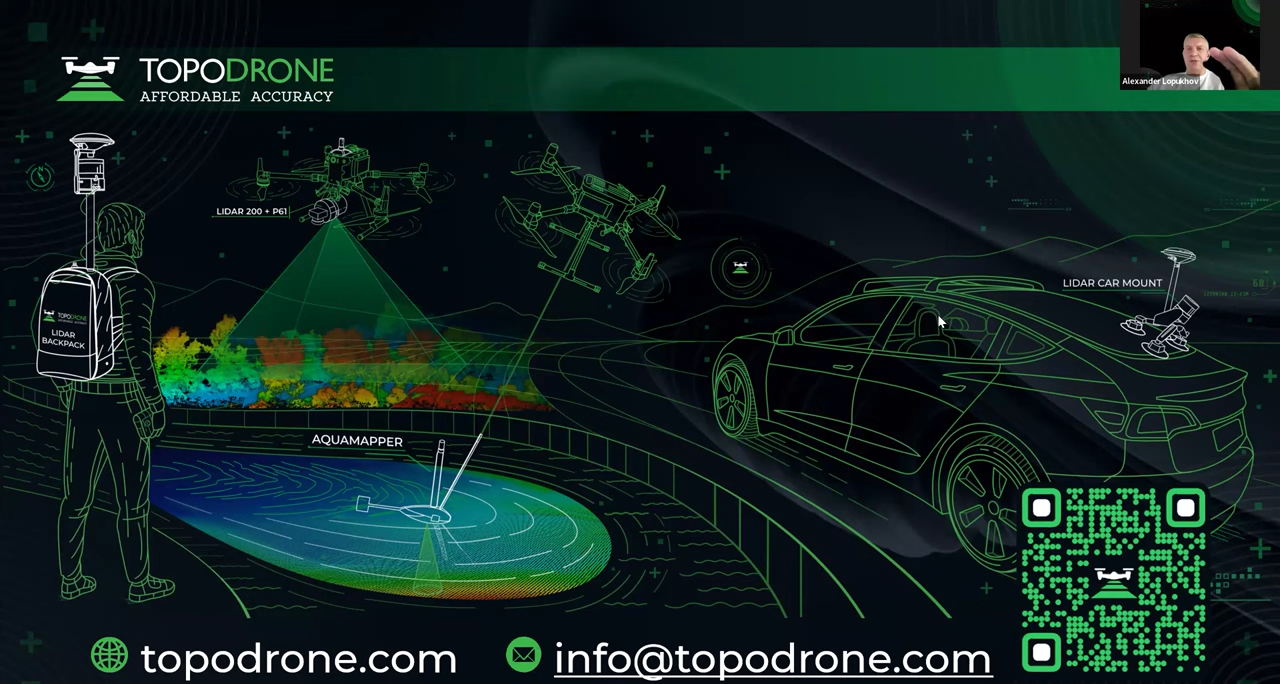 TOPODRONE
AFFORDABLE ACCURACY
Alexander Lopukhov
LIDAR 200 + P61
LIDAR CAR MOUNT
TOPODRONE
LIDAR
BACKPACK
AQUAMAPPER
topodrone.com
info@topodrone.com